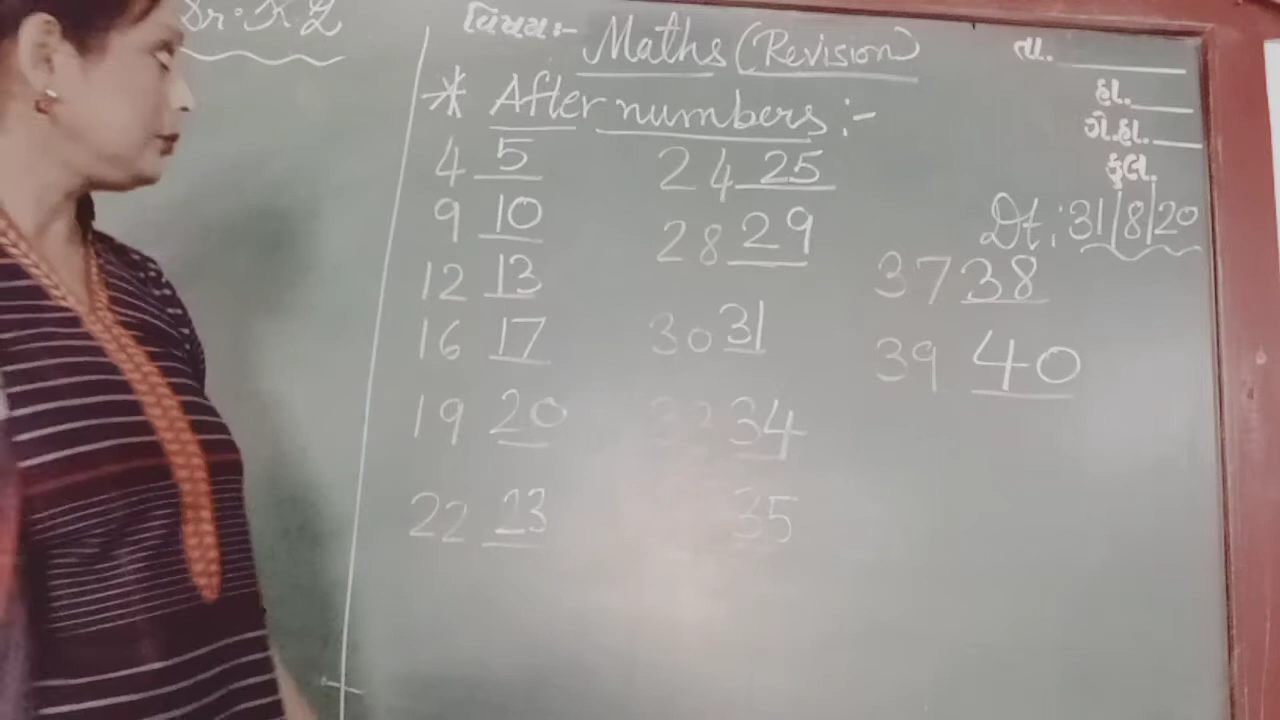 Sr. K G
વિષય:- Maths (Revision)
તા.
હા.
ગે.હા.
કુલ.
Dt: 31/8/20
* After numbers :-
4 5
9 10
12 13
16 17
19 20
22 23
24 25
28 29
30 31
34
35
37 38
39 40